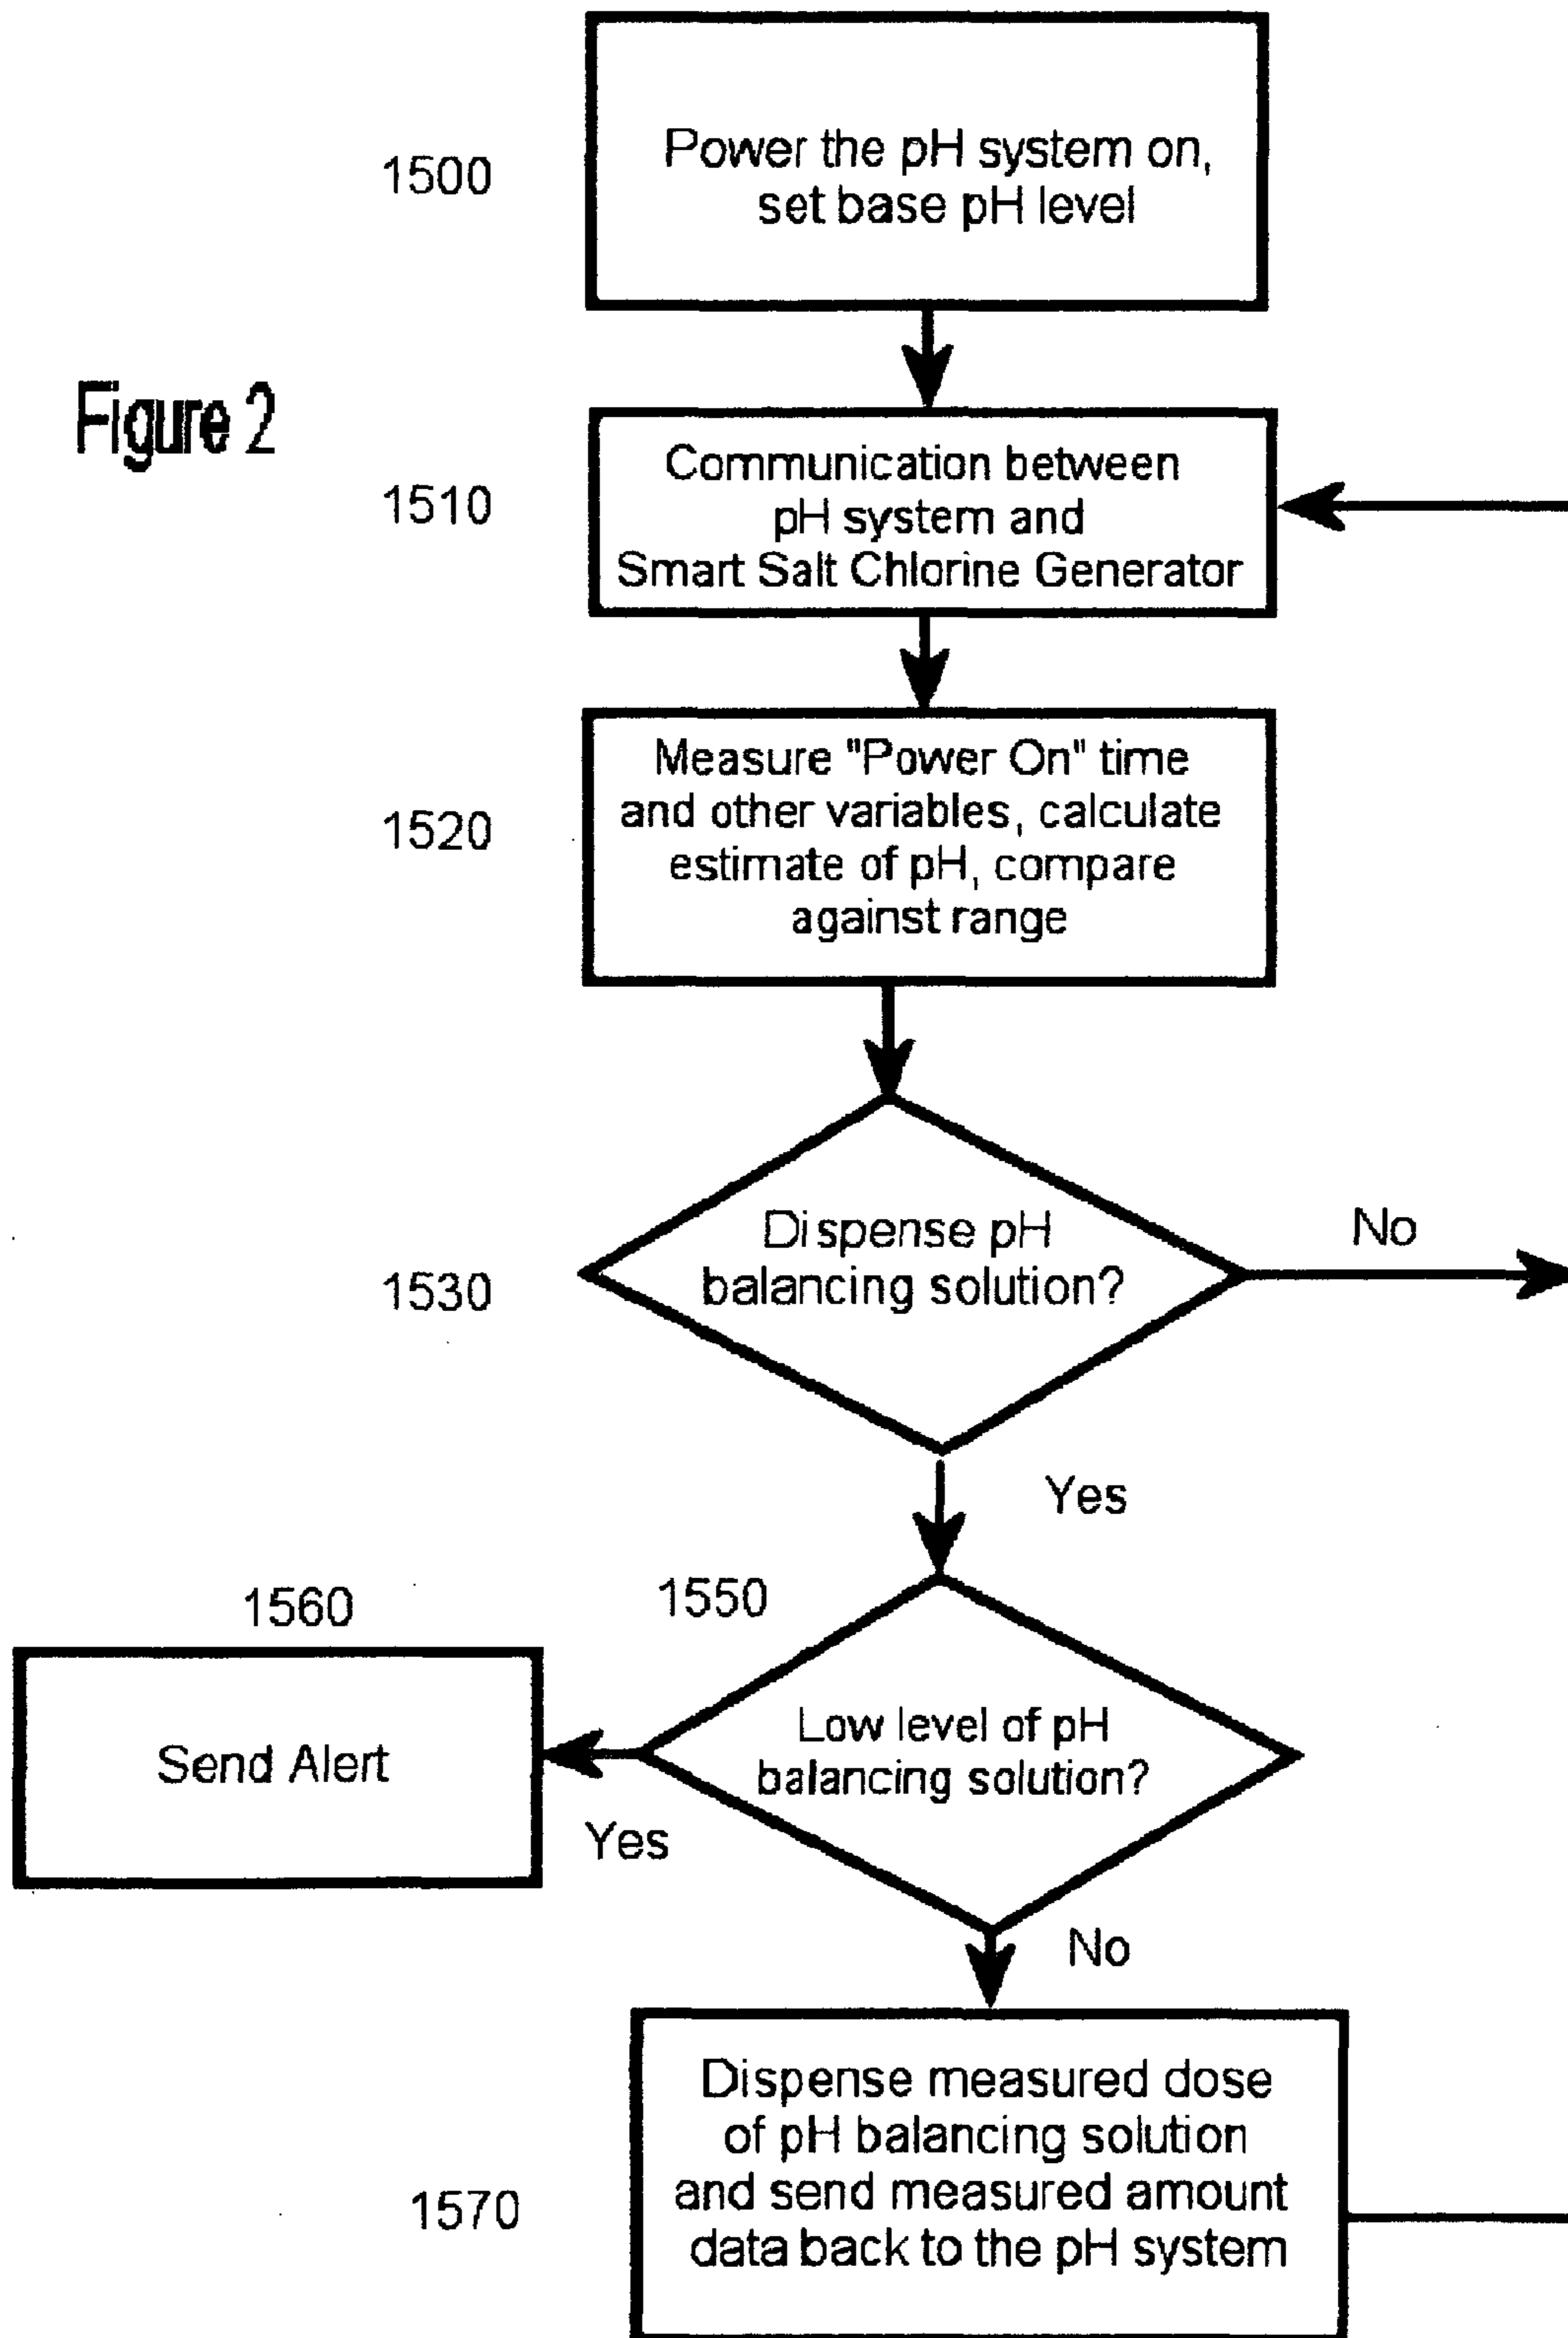 1500
Power the pH system on,
set base pH level
Figure 2
1510
Communication between
pH system and
Smart Salt Chlorine Generator
1520
Measure "Power On" time
and other variables, calculate
estimate of pH, compare
against range
1530
Dispense pH
balancing solution?
No
Yes
1560
1550
Send Alert
Yes
Low level of pH
balancing solution?
No
1570
Dispense measured dose
of pH balancing solution
and send measured amount
data back to the pH system